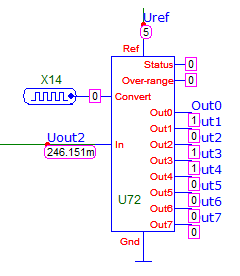 Uref
5
Ref
Status 0
Over-range 0
X14
0 Convert
Out0 Out0
Out1 1 ut1
Out2 0 ut2
Uout2
246.151m
In
Out3 1 ut3
Out4 1 ut4
U72
Out5 0 ut5
Out6 0 ut6
Out7 0 ut7
0
Gnd